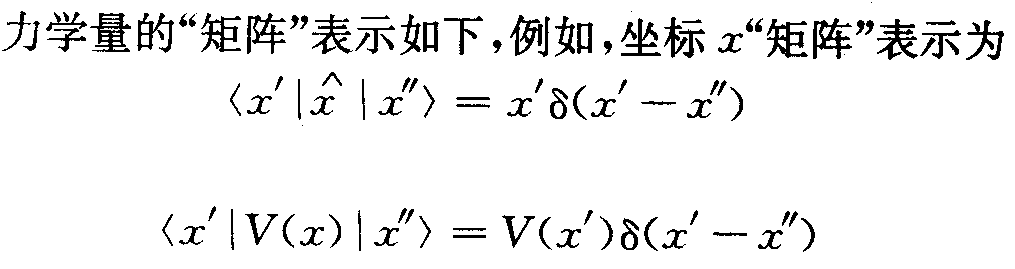 力学量的“矩阵”表示如下,例如,坐标 x“矩阵”表示为
⟨x′|x̂|x″⟩ = x′δ(x′ − x″)
⟨x′|V(x)|x″⟩ = V(x′)δ(x′ − x″)